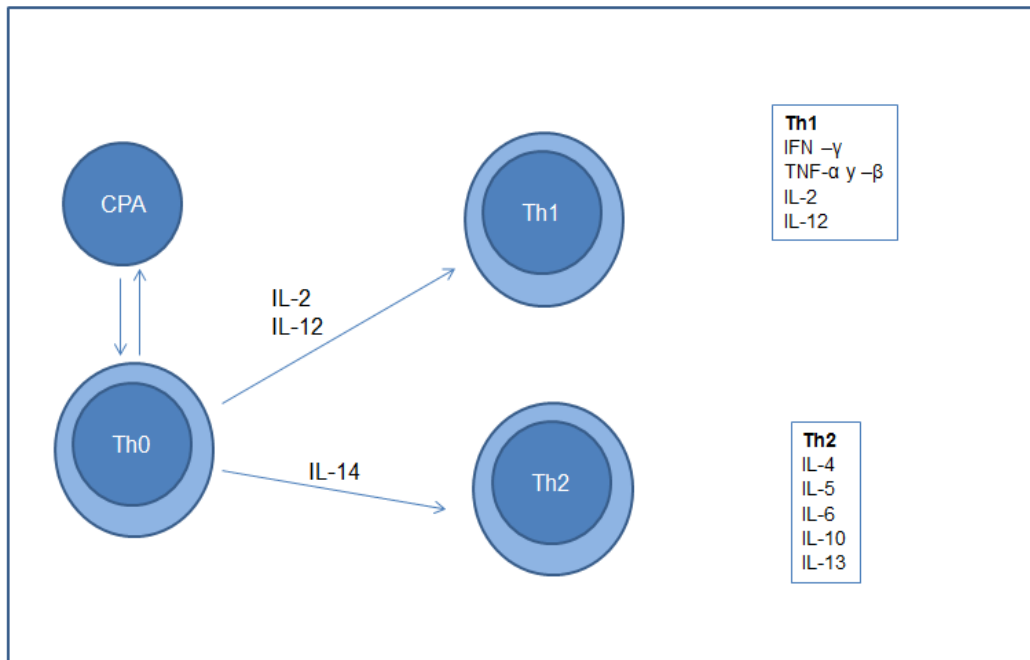 CPA
Th0
IL-2
IL-12
IL-14
Th1
Th2
Th1
IFN –γ
TNF-α y –β
IL-2
IL-12
Th2
IL-4
IL-5
IL-6
IL-10
IL-13